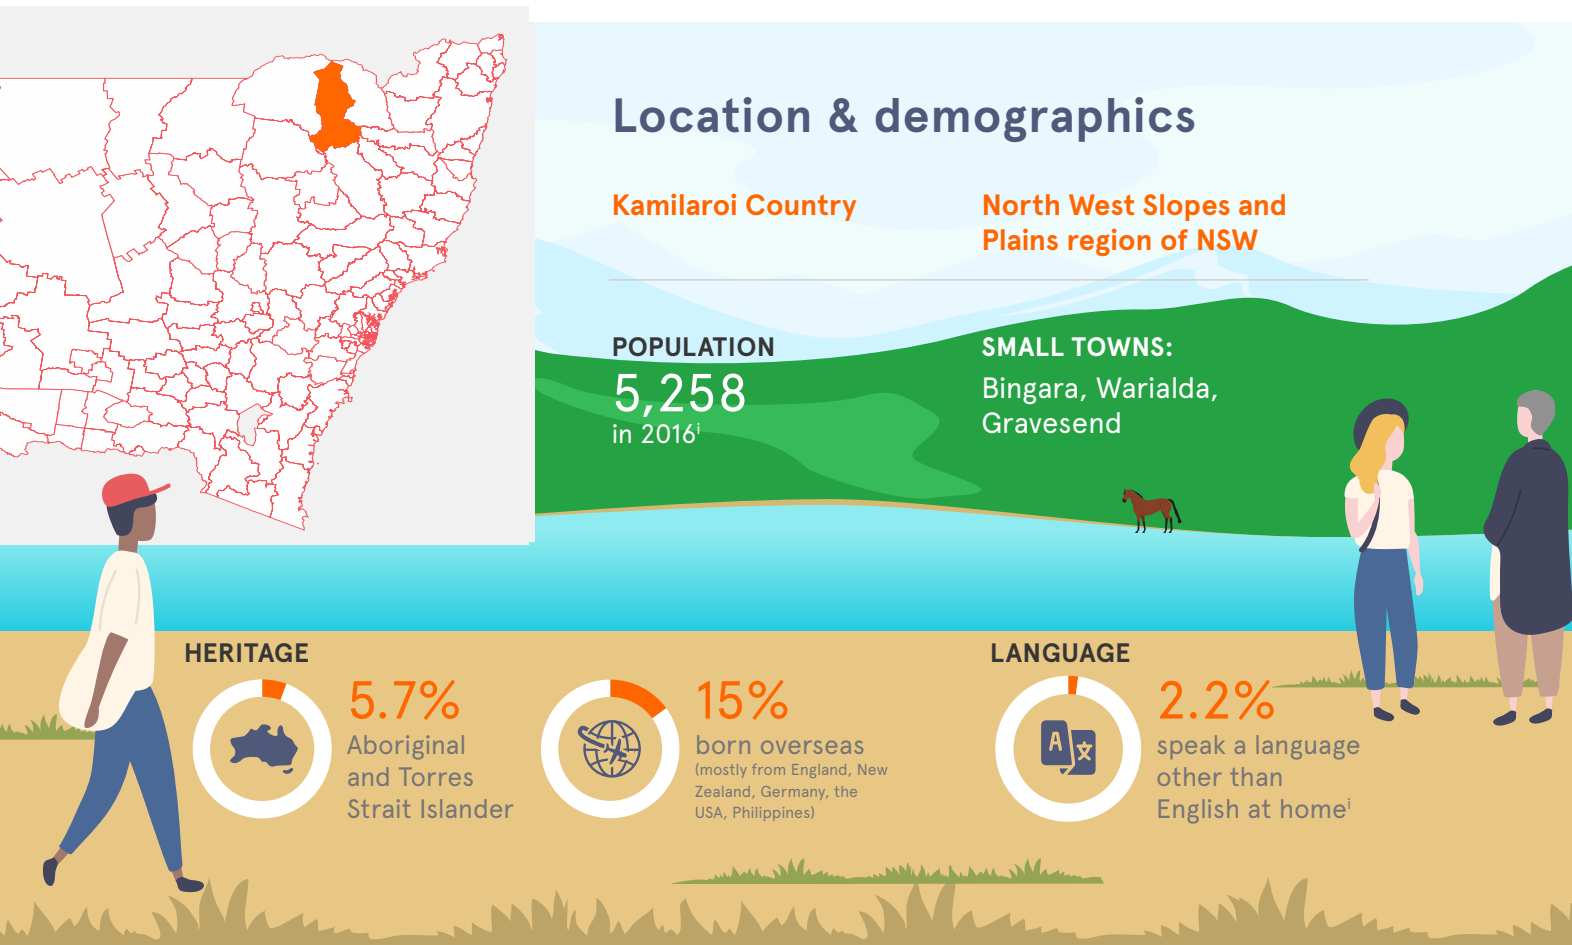 Location & demographics
Kamilaroi Country
North West Slopes and
Plains region of NSW
POPULATION
5,258
in 2016ⁱ
SMALL TOWNS:
Bingara, Warialda,
Gravesend
HERITAGE
5.7%
Aboriginal
and Torres
Strait Islander
15%
born overseas
(mostly from England, New
Zealand, Germany, the
USA, Philippines)
LANGUAGE
A 文
2.2%
speak a language
other than
English at homeⁱ